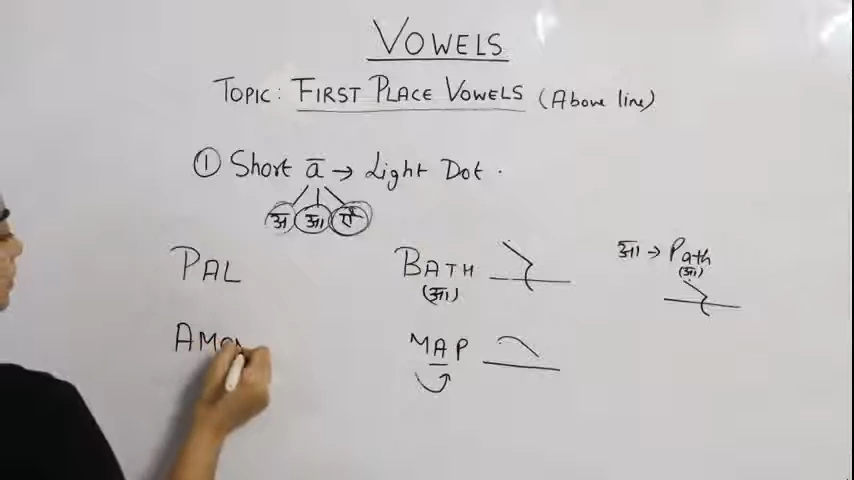 VOWELS
TOPIC: FIRST PLACE VOWELS (Above line)
① Short ā → Light Dot .
अ आ ऐ
PAL
BATH
(आ)
आ → Path
(आ)
MAP